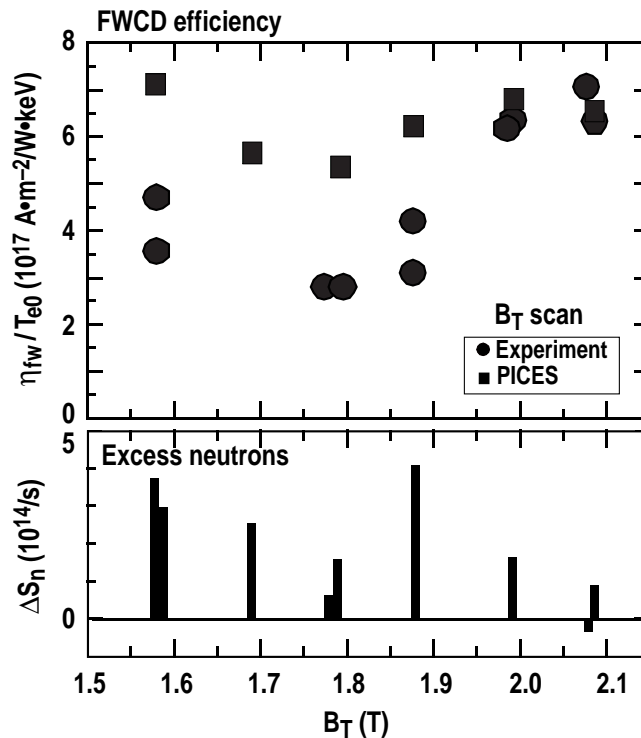 FWCD efficiency
8
6
4
2
0
η_fw / T_e0 (10^17 A•m^−2/W•keV)
B_T scan
Experiment
PICES
Excess neutrons
5
0
ΔS_n (10^14/s)
1.5 1.6 1.7 1.8 1.9 2.0 2.1
B_T (T)